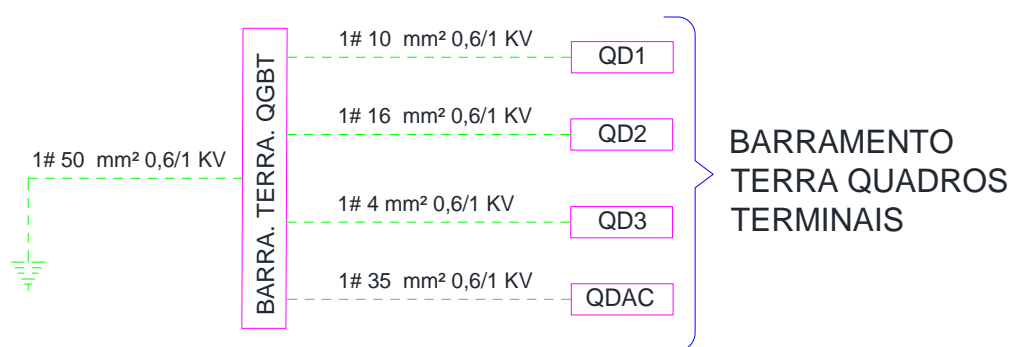 1# 10 mm² 0,6/1 KV
QD1
1# 16 mm² 0,6/1 KV
QD2
1# 50 mm² 0,6/1 KV
BARRA. TERRA. QGBT
1# 4 mm² 0,6/1 KV
QD3
1# 35 mm² 0,6/1 KV
QDAC
BARRAMENTO
TERRA QUADROS
TERMINAIS